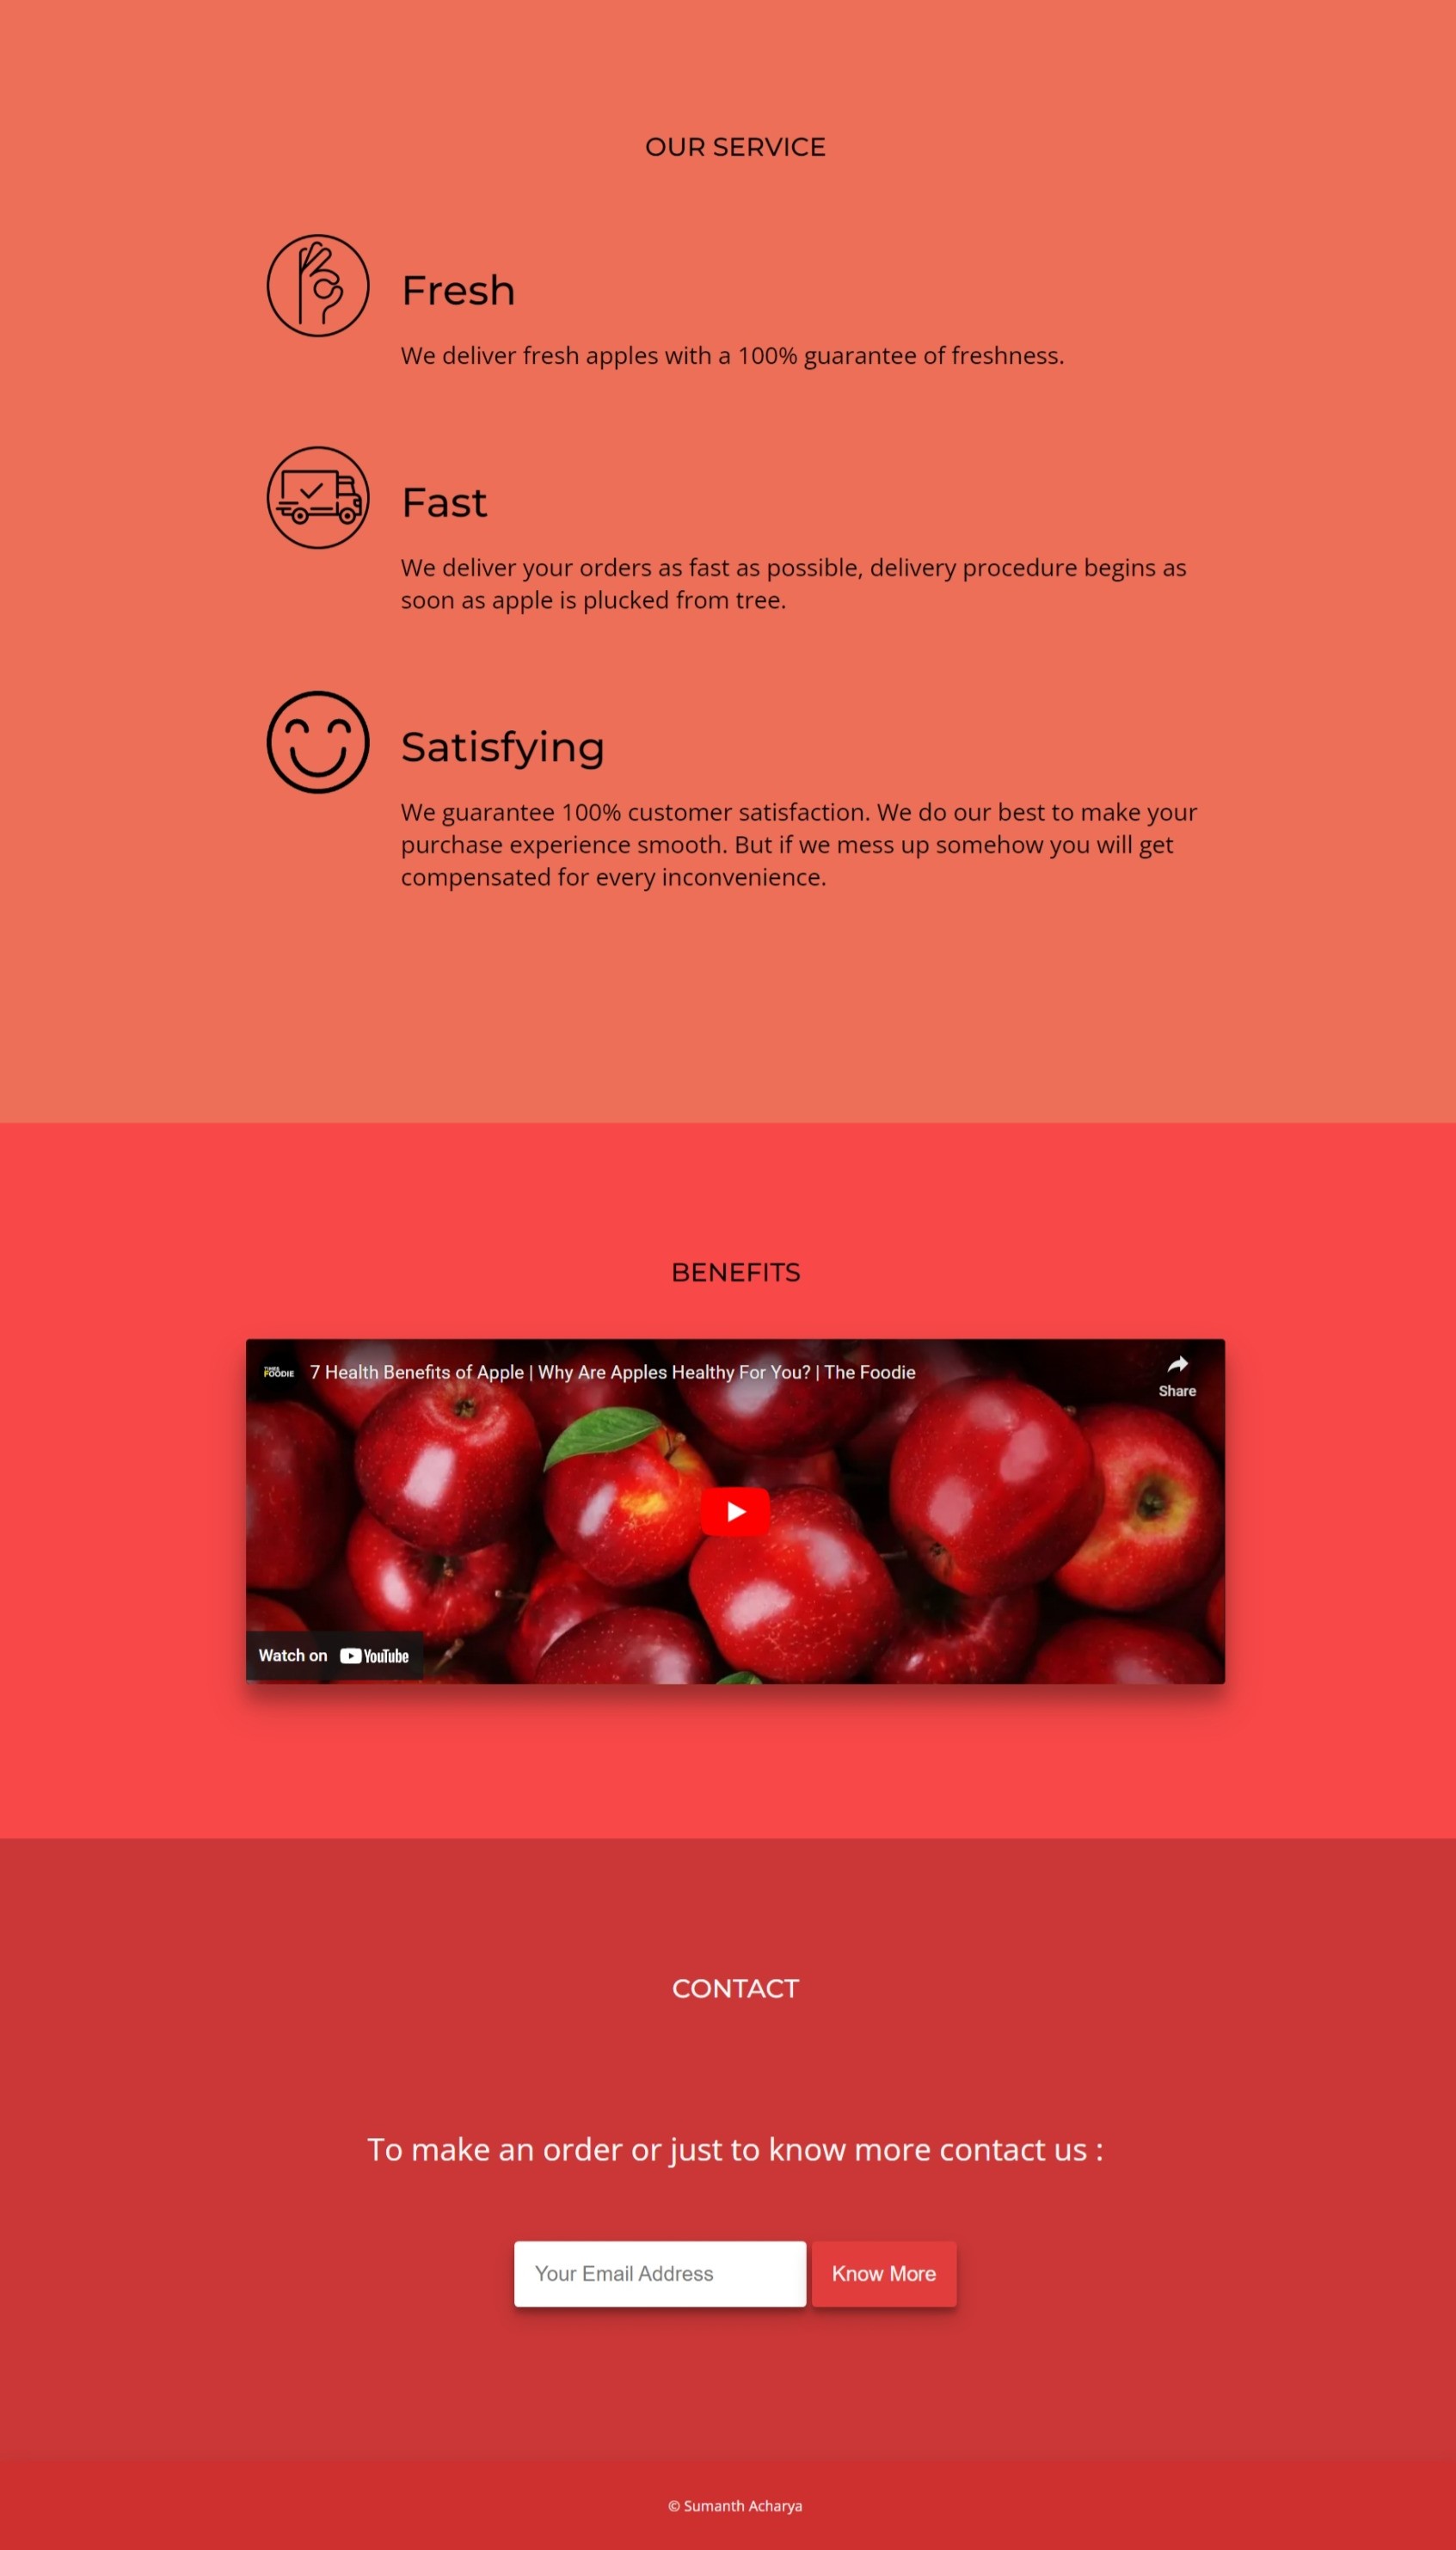 OUR SERVICE
Fresh
We deliver fresh apples with a 100% guarantee of freshness.
Fast
We deliver your orders as fast as possible, delivery procedure begins as
soon as apple is plucked from tree.
Satisfying
We guarantee 100% customer satisfaction. We do our best to make your
purchase experience smooth. But if we mess up somehow you will get
compensated for every inconvenience.
BENEFITS
TIMES
FOODIE
7 Health Benefits of Apple | Why Are Apples Healthy For You? | The Foodie
Share
Watch on YouTube
CONTACT
To make an order or just to know more contact us :
Your Email Address
Know More
© Sumanth Acharya